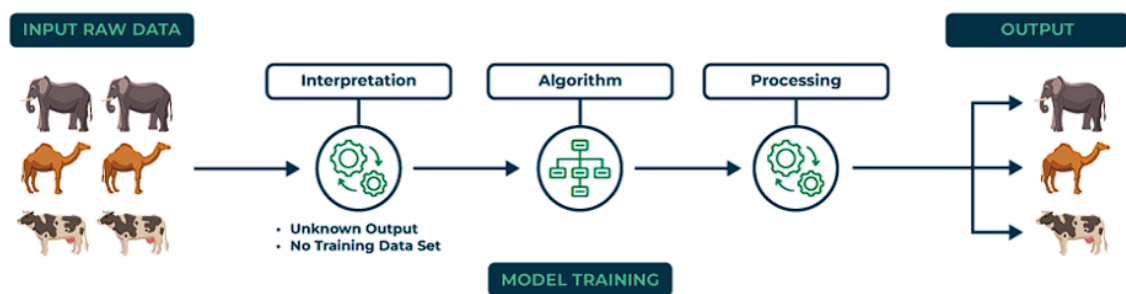 INPUT RAW DATA
OUTPUT
Interpretation
Algorithm
Processing
• Unknown Output
• No Training Data Set
MODEL TRAINING